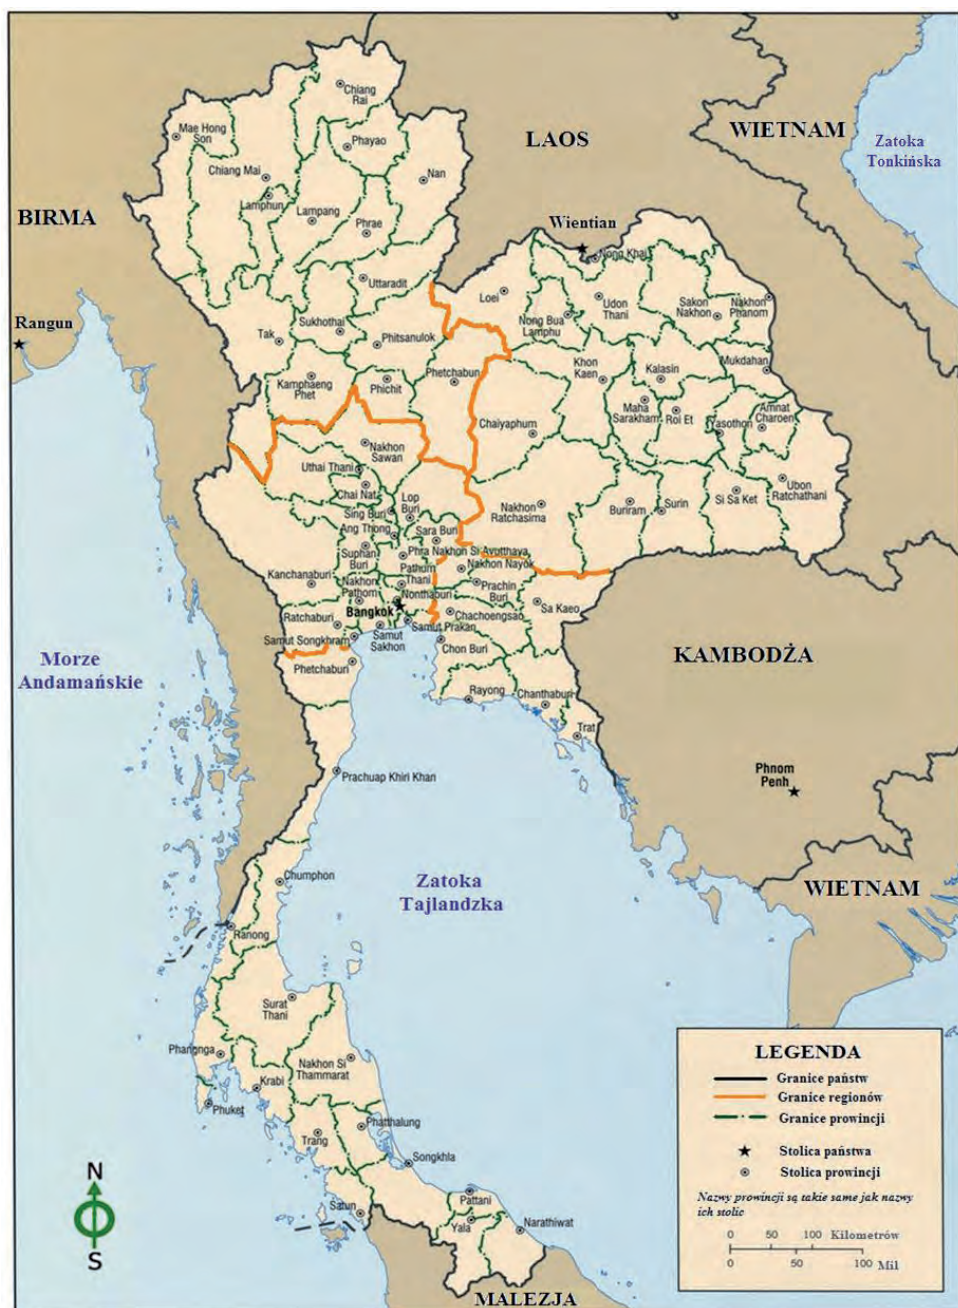 Chiang
Rai
Mae Hong
Son
Phayao
LAOS
WIETNAM
Zatoka
Tonkińska
Chiang Mai
Nan
Lamphun
Lampang
BIRMA
Phrae
Wientian
Nong Khai
Uttaradit
Loei
Udon
Thani
Sakon
Nakhon
Nakhon
Phanom
Rangun
Sukhothai
Nong Bua
Lamphu
Tak
Phitsanulok
Mukdahan
Khon
Kaen
Kalasin
Phetchabun
Kamphaeng
Phet
Phichit
Maha
Sarakham
Roi Et
Amnat
Charoen
Yasothon
Chaiyaphum
Nakhon
Sawan
Uthai Thani
Chai Nat
Lop
Buri
Ubon
Ratchathani
Si Sa Ket
Sing Buri
Nakhon
Ratchasima
Buriram
Surin
Ang Thong
Sara Buri
Suphan
Buri
Phra Nakhon Si Ayutthaya
Pathum
Thani
Nakhon Nayok
Kanchanaburi
Nakhon
Pathom
Nonthaburi
Prachin
Buri
Bangkok
Sa Kaeo
Ratchaburi
Chachoengsao
Samut Prakan
Samut Songkhram
Samut
Sakhon
Chon Buri
Morze
Andamańskie
Phetchaburi
KAMBODŻA
Rayong
Chanthaburi
Trat
Prachuap Khiri Khan
Phnom
Penh
Chumphon
Zatoka
Tajlandzka
WIETNAM
Ranong
Surat
Thani
Phangnga
Nakhon Si
Thammarat
Krabi
Phuket
Phatthalung
Trang
Songkhla
Satun
Pattani
Yala
Narathiwat
MALEZJA
N
S
LEGENDA
Granice państw
Granice regionów
Granice prowincji
Stolica państwa
Stolica prowincji
Nazwy prowincji są takie same jak nazwy
ich stolic
0 50 100 Kilometrów
0 50 100 Mil